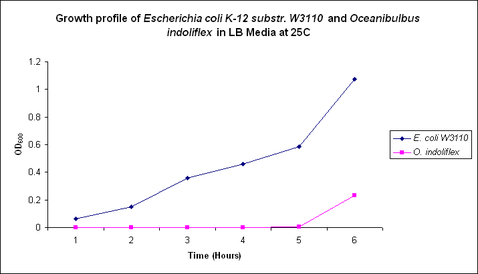 Growth profile of Escherichia coli K-12 substr. W3110 and Oceanibulbus
indoliflex in LB Media at 25C
1.2
1
0.8
0.6
0.4
0.2
0
OD600
1 2 3 4 5 6
Time (Hours)
E. coli W3110
O. indoliflex